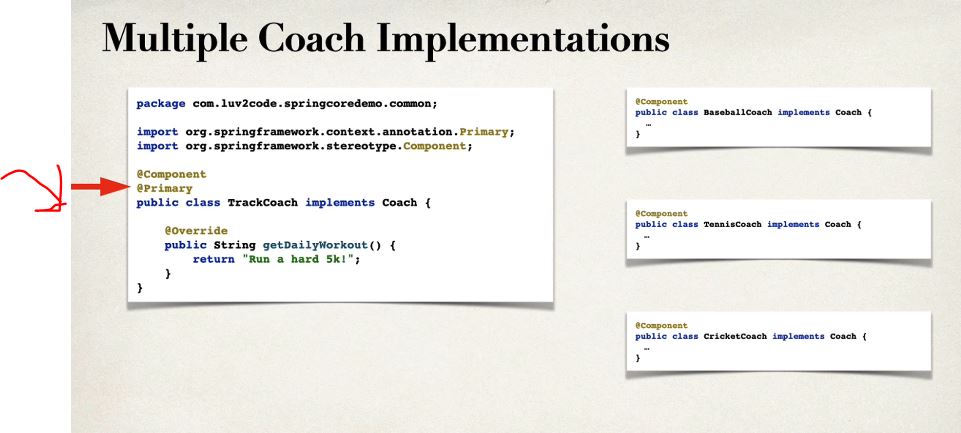 Multiple Coach Implementations
package com.luv2code.springcoredemo.common;
import org.springframework.context.annotation.Primary;
import org.springframework.stereotype.Component;
@Component
@Primary
public class TrackCoach implements Coach {
@Override
public String getDailyWorkout() {
return "Run a hard 5k!";
}
}
@Component
public class BaseballCoach implements Coach {
…
}
@Component
public class TennisCoach implements Coach {
…
}
@Component
public class CricketCoach implements Coach {
…
}